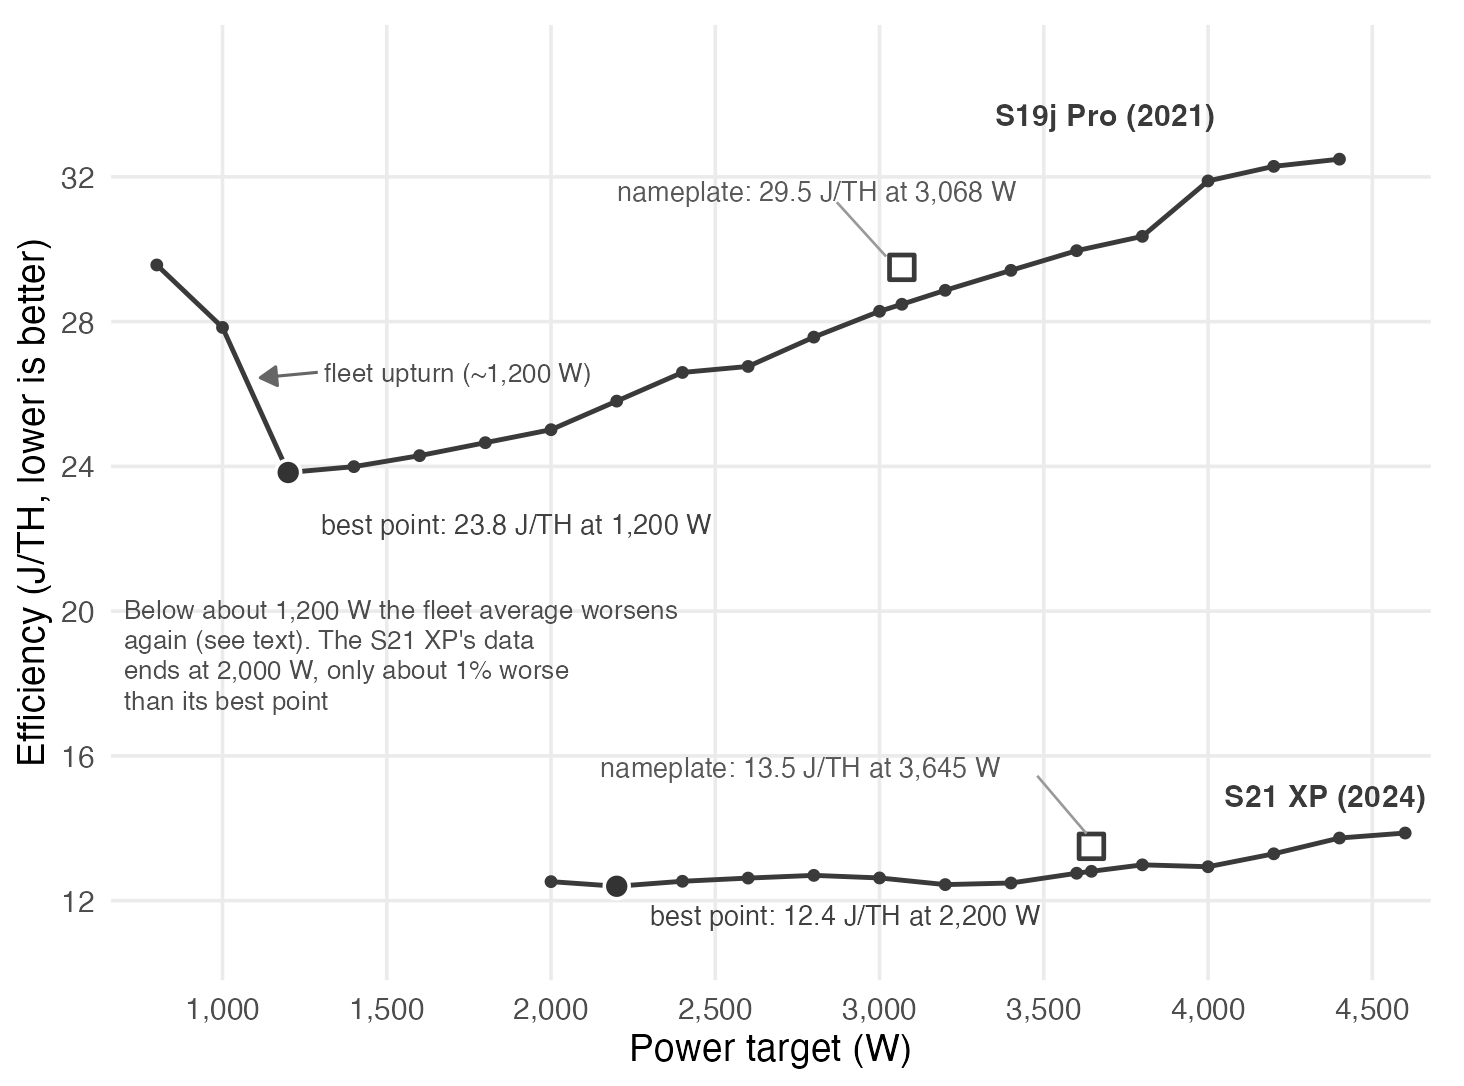 S19j Pro (2021)
32
nameplate: 29.5 J/TH at 3,068 W
28
fleet upturn (~1,200 W)
24
best point: 23.8 J/TH at 1,200 W
20
Below about 1,200 W the fleet average worsens
again (see text). The S21 XP's data
ends at 2,000 W, only about 1% worse
than its best point
16
nameplate: 13.5 J/TH at 3,645 W
S21 XP (2024)
12
best point: 12.4 J/TH at 2,200 W
Efficiency (J/TH, lower is better)
1,000 1,500 2,000 2,500 3,000 3,500 4,000 4,500
Power target (W)